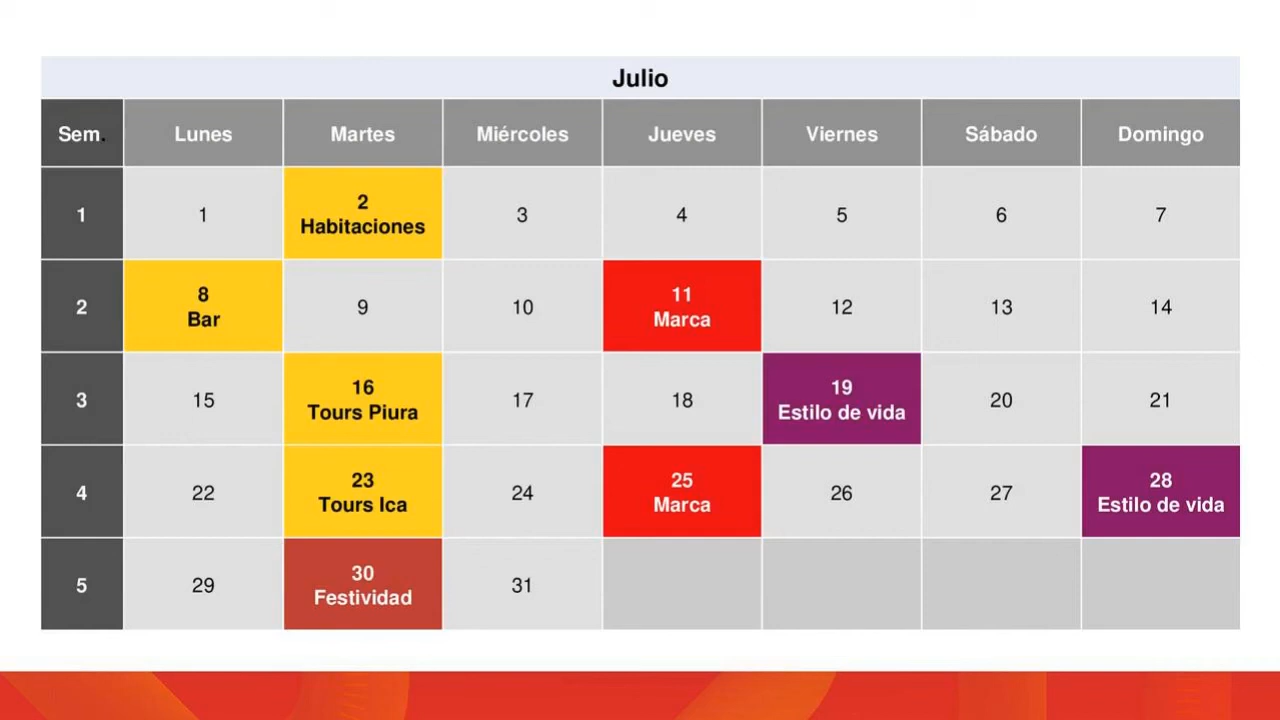 Julio
Sem. Lunes Martes Miércoles Jueves Viernes Sábado Domingo
1 1 2 Habitaciones 3 4 5 6 7
2 8 Bar 9 10 11 Marca 12 13 14
3 15 16 Tours Piura 17 18 19 Estilo de vida 20 21
4 22 23 Tours Ica 24 25 Marca 26 27 28 Estilo de vida
5 29 30 Festividad 31